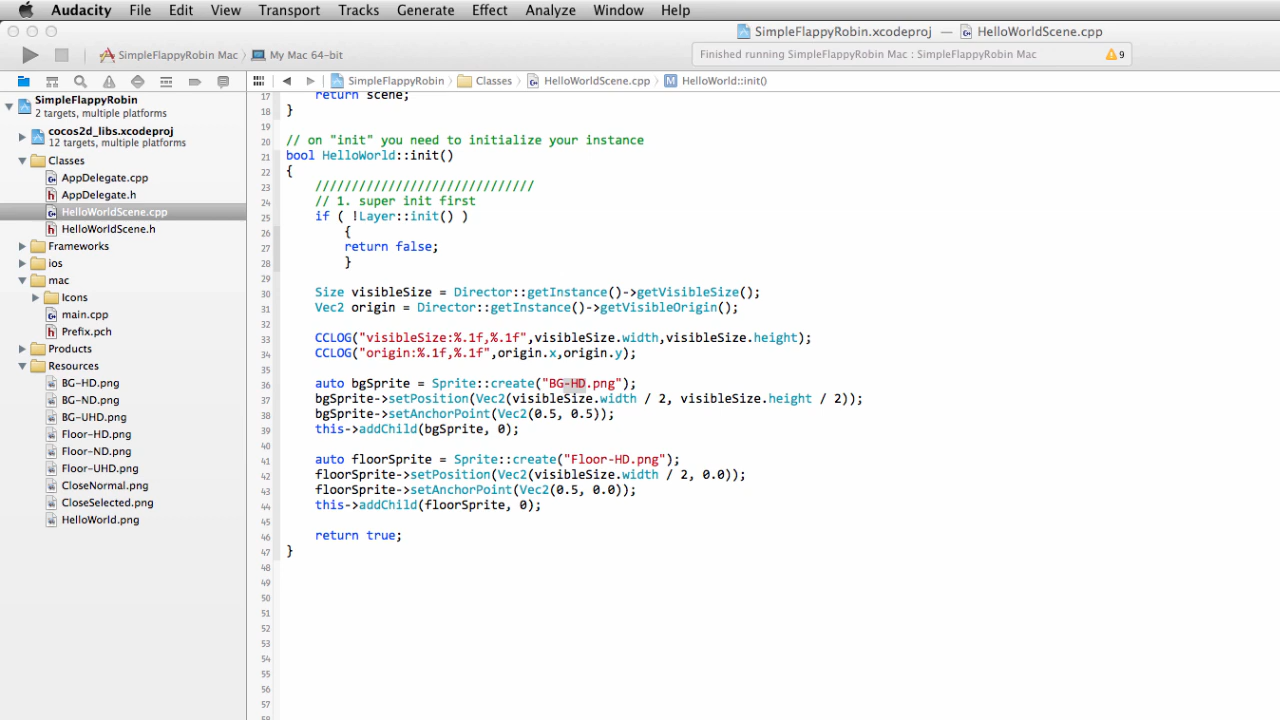 Audacity File Edit View Transport Tracks Generate Effect Analyze Window Help
SimpleFlappyRobin.xcodeproj — HelloWorldScene.cpp
SimpleFlappyRobin Mac › My Mac 64-bit
Finished running SimpleFlappyRobin Mac : SimpleFlappyRobin Mac 9
SimpleFlappyRobin › Classes › HelloWorldScene.cpp › M HelloWorld::init()
SimpleFlappyRobin
2 targets, multiple platforms
cocos2d_libs.xcodeproj
12 targets, multiple platforms
Classes
AppDelegate.cpp
h AppDelegate.h
HelloWorldScene.cpp
h HelloWorldScene.h
Frameworks
ios
mac
Icons
main.cpp
h Prefix.pch
Products
Resources
BG-HD.png
BG-ND.png
BG-UHD.png
Floor-HD.png
Floor-ND.png
Floor-UHD.png
CloseNormal.png
CloseSelected.png
HelloWorld.png
17 return scene;
18 }
19
20 // on "init" you need to initialize your instance
21 bool HelloWorld::init()
22 {
23 //////////////////////////////
24 // 1. super init first
25 if ( !Layer::init() )
26 {
27 return false;
28 }
29
30 Size visibleSize = Director::getInstance()->getVisibleSize();
31 Vec2 origin = Director::getInstance()->getVisibleOrigin();
32
33 CCLOG("visibleSize:%.1f,%.1f",visibleSize.width,visibleSize.height);
34 CCLOG("origin:%.1f,%.1f",origin.x,origin.y);
35
36 auto bgSprite = Sprite::create("BG-HD.png");
37 bgSprite->setPosition(Vec2(visibleSize.width / 2, visibleSize.height / 2));
38 bgSprite->setAnchorPoint(Vec2(0.5, 0.5));
39 this->addChild(bgSprite, 0);
40
41 auto floorSprite = Sprite::create("Floor-HD.png");
42 floorSprite->setPosition(Vec2(visibleSize.width / 2, 0.0));
43 floorSprite->setAnchorPoint(Vec2(0.5, 0.0));
44 this->addChild(floorSprite, 0);
45
46 return true;
47 }
48
49
50
51
52
53
54
55
56
57
58